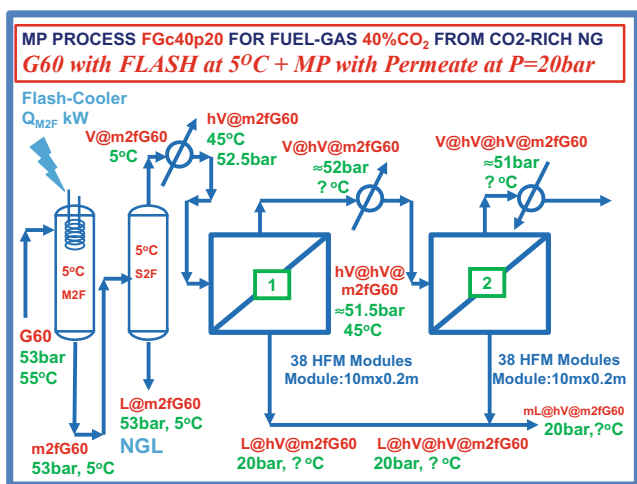 MP PROCESS FGc40p20 FOR FUEL-GAS 40%CO₂ FROM CO2-RICH NG
G60 with FLASH at 5ᴼC + MP with Permeate at P=20bar
Flash-Cooler
Q_M2F kW
V@m2fG60
5ºC
hV@m2fG60
45ºC
52.5bar
V@hV@m2fG60
≈52bar
? ºC
V@hV@hV@m2fG60
≈51bar
? ºC
5ºC
M2F
5ºC
S2F
1
2
hV@hV@
m2fG60
≈51.5bar
45ºC
G60
53bar
55ºC
38 HFM Modules
Module:10mx0.2m
38 HFM Modules
Module:10mx0.2m
L@m2fG60
53bar, 5ºC
NGL
m2fG60
53bar, 5ºC
L@hV@m2fG60
20bar, ? ºC
L@hV@hV@m2fG60
20bar, ? ºC
mL@hV@m2fG60
20bar,?ºC